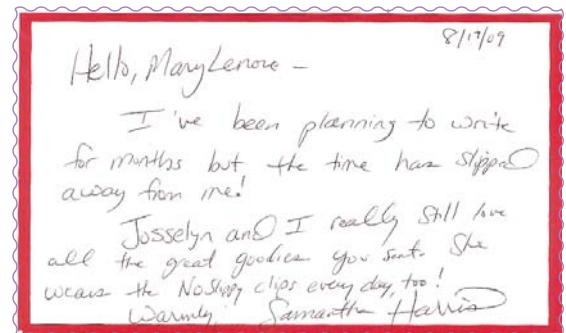 8/17/09
Hello, MaryLenore –
I've been planning to write
for months but the time has slipped
away from me!
Josselyn and I really still love
all the great goodies you sent. She
wears the NoSlippy clips every day, too!
Warmly, Samantha Harris